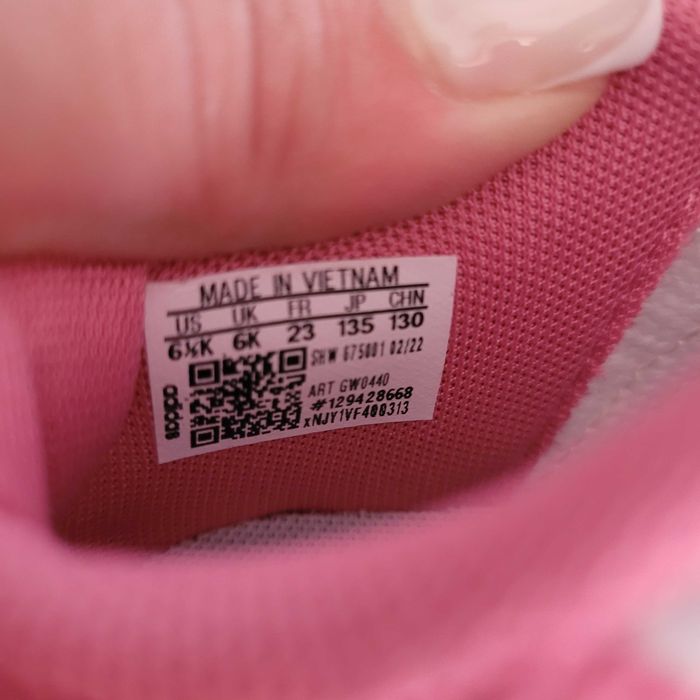 MADE IN VIETNAM
US UK FR JP CHN
6½K 6K 23 135 130
SHW 675001 02/22
ART GW0440
#129428668
xNJY1VF400313
adidas